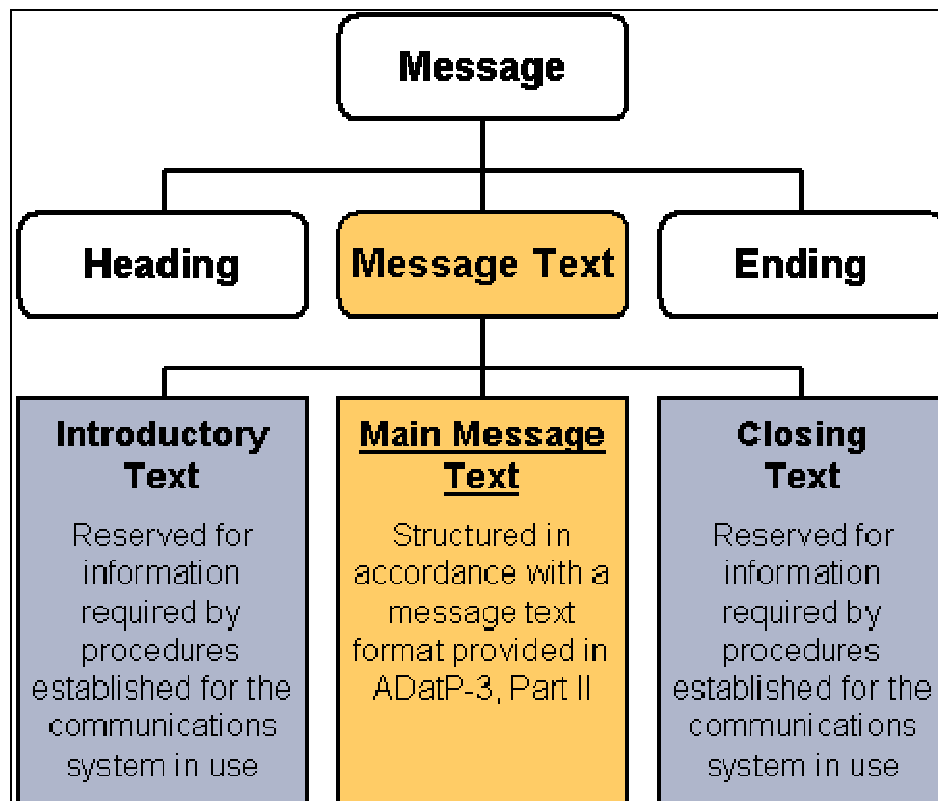 Message
Heading
Message Text
Ending
Introductory
Text
Reserved for
information
required by
procedures
established for the
communications
system in use
Main Message
Text
Structured in
accordance with a
message text
format provided in
ADatP-3, Part II
Closing
Text
Reserved for
information
required by
procedures
established for the
communications
system in use